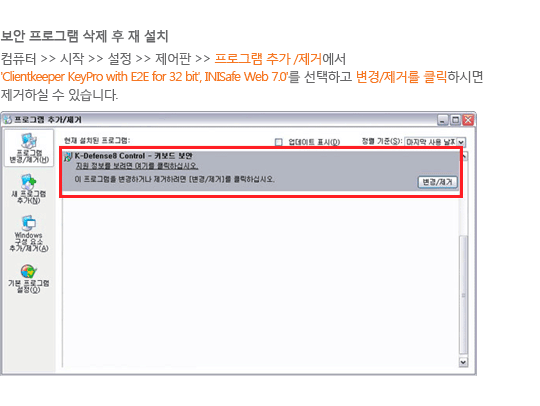 보안 프로그램 삭제 후 재 설치
컴퓨터 >> 시작 >> 설정 >> 제어판 >> 프로그램 추가 /제거에서
'Clientkeeper KeyPro with E2E for 32 bit', INISafe Web 7.0'를 선택하고 변경/제거를 클릭하시면
제거하실 수 있습니다.
프로그램 추가/제거
프로그램
변경/제거(H)
새 프로그램
추가(N)
Windows
구성 요소
추가/제거(A)
기본 프로그램
설정(O)
현재 설치된 프로그램:
업데이트 표시(D)
정렬 기준(S):
마지막 사용 날짜
K-Defense8 Control - 키보드 보안
지원 정보를 보려면 여기를 클릭하십시오.
이 프로그램을 변경하거나 제거하려면 [변경/제거]를 클릭하십시오.
변경/제거